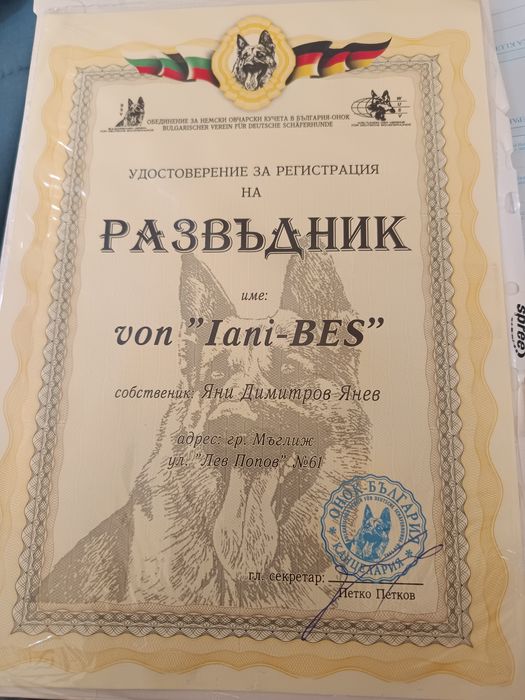 ОБЕДИНЕНИЕ ЗА НЕМСКИ ОВЧАРСКИ КУЧЕТА В БЪЛГАРИЯ-ОНОК
BULGARISCHER VEREIN FÜR DEUTSCHE SCHÄFERHUNDE
УДОСТОВЕРЕНИЕ ЗА РЕГИСТРАЦИЯ
НА
РАЗВЪДНИК
име:
von "Iani-BES"
собственик: Яни Димитров Янев
адрес: гр. Мъглиж
ул. "Лев Попов" №61
ОНОК-БЪЛГАРИЯ
КАНЦЕЛАРИЯ
гл. секретар:
Петко Петков